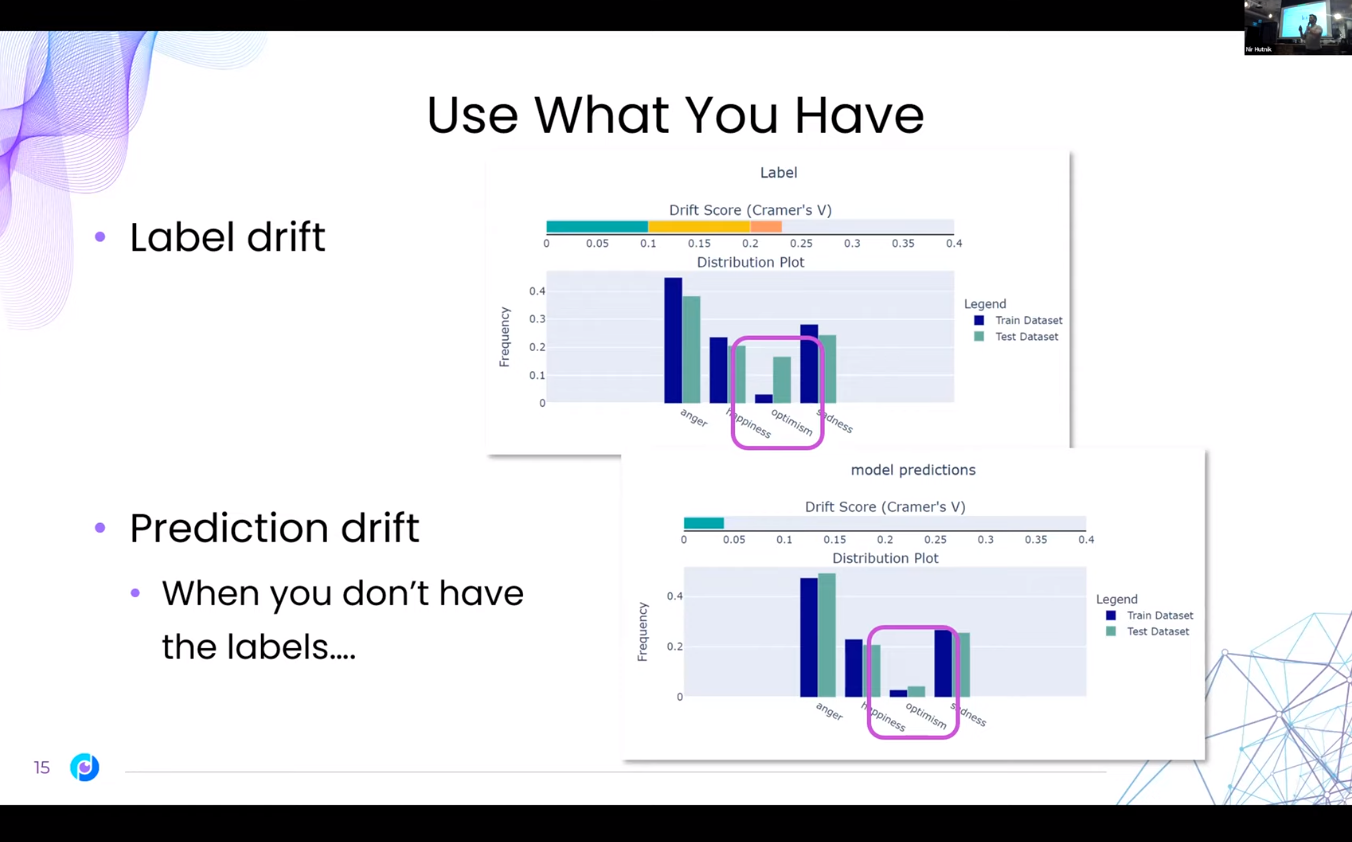 Nir Hutnik
Use What You Have
Label drift
Label
Drift Score (Cramer's V)
0 0.05 0.1 0.15 0.2 0.25 0.3 0.35 0.4
Distribution Plot
Frequency
0.4
0.3
0.2
0.1
0
anger happiness optimism sadness
Legend
Train Dataset
Test Dataset
Prediction drift
When you don't have
the labels....
model predictions
Drift Score (Cramer's V)
0 0.05 0.1 0.15 0.2 0.25 0.3 0.35 0.4
Distribution Plot
Frequency
0.4
0.2
0
anger happiness optimism sadness
Legend
Train Dataset
Test Dataset
15